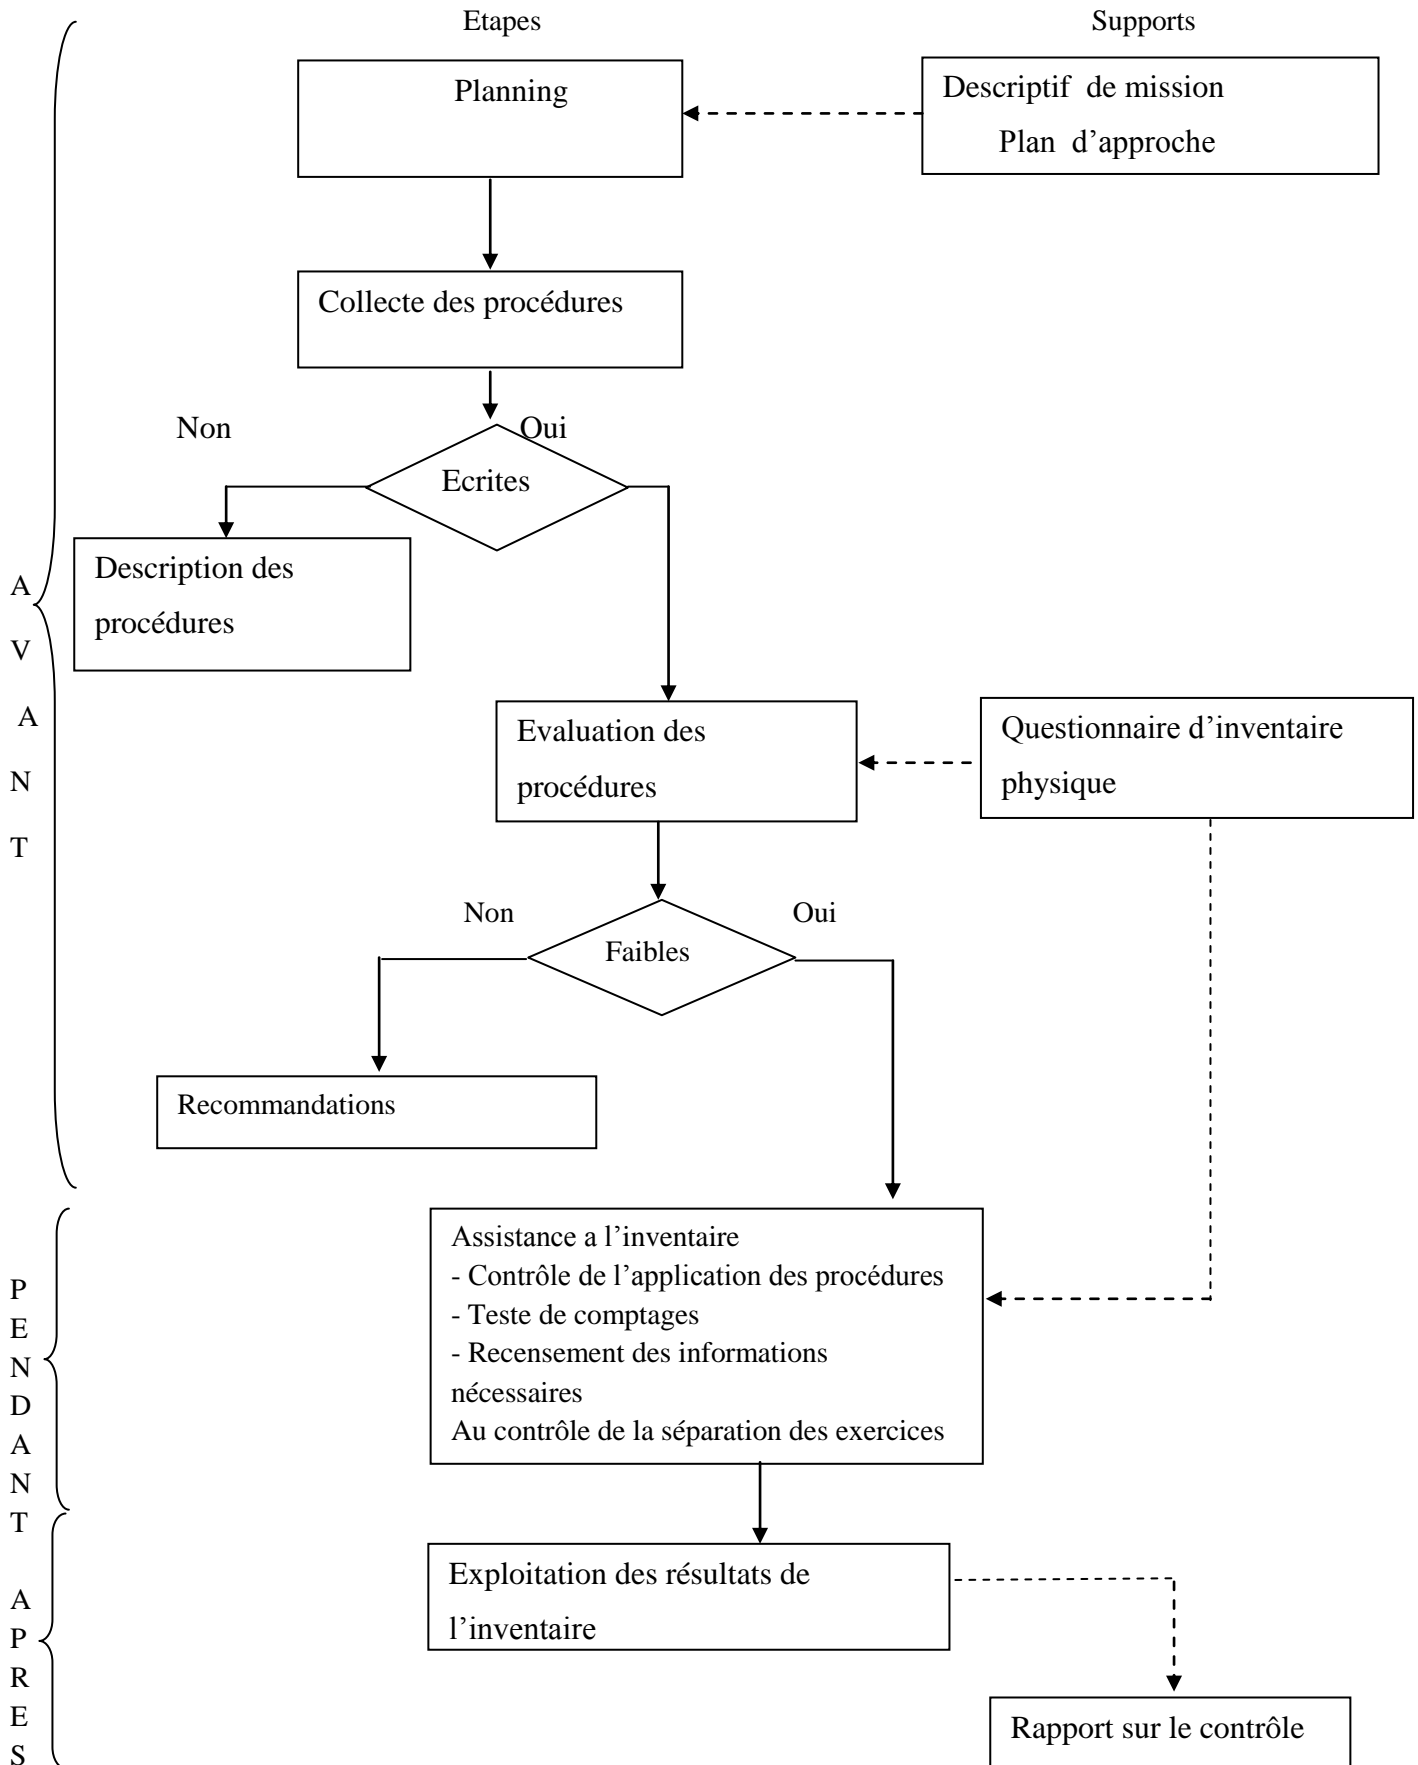 Etapes
Supports
Planning
Descriptif de mission
Plan d’approche
Collecte des procédures
Non
Oui
Ecrites
Description des
procédures
Evaluation des
procédures
Questionnaire d’inventaire
physique
Non
Oui
Faibles
Recommandations
Assistance a l’inventaire
- Contrôle de l’application des procédures
- Teste de comptages
- Recensement des informations
nécessaires
Au contrôle de la séparation des exercices
Exploitation des résultats de
l’inventaire
Rapport sur le contrôle
A
V
A
N
T
P
E
N
D
A
N
T
A
P
R
E
S